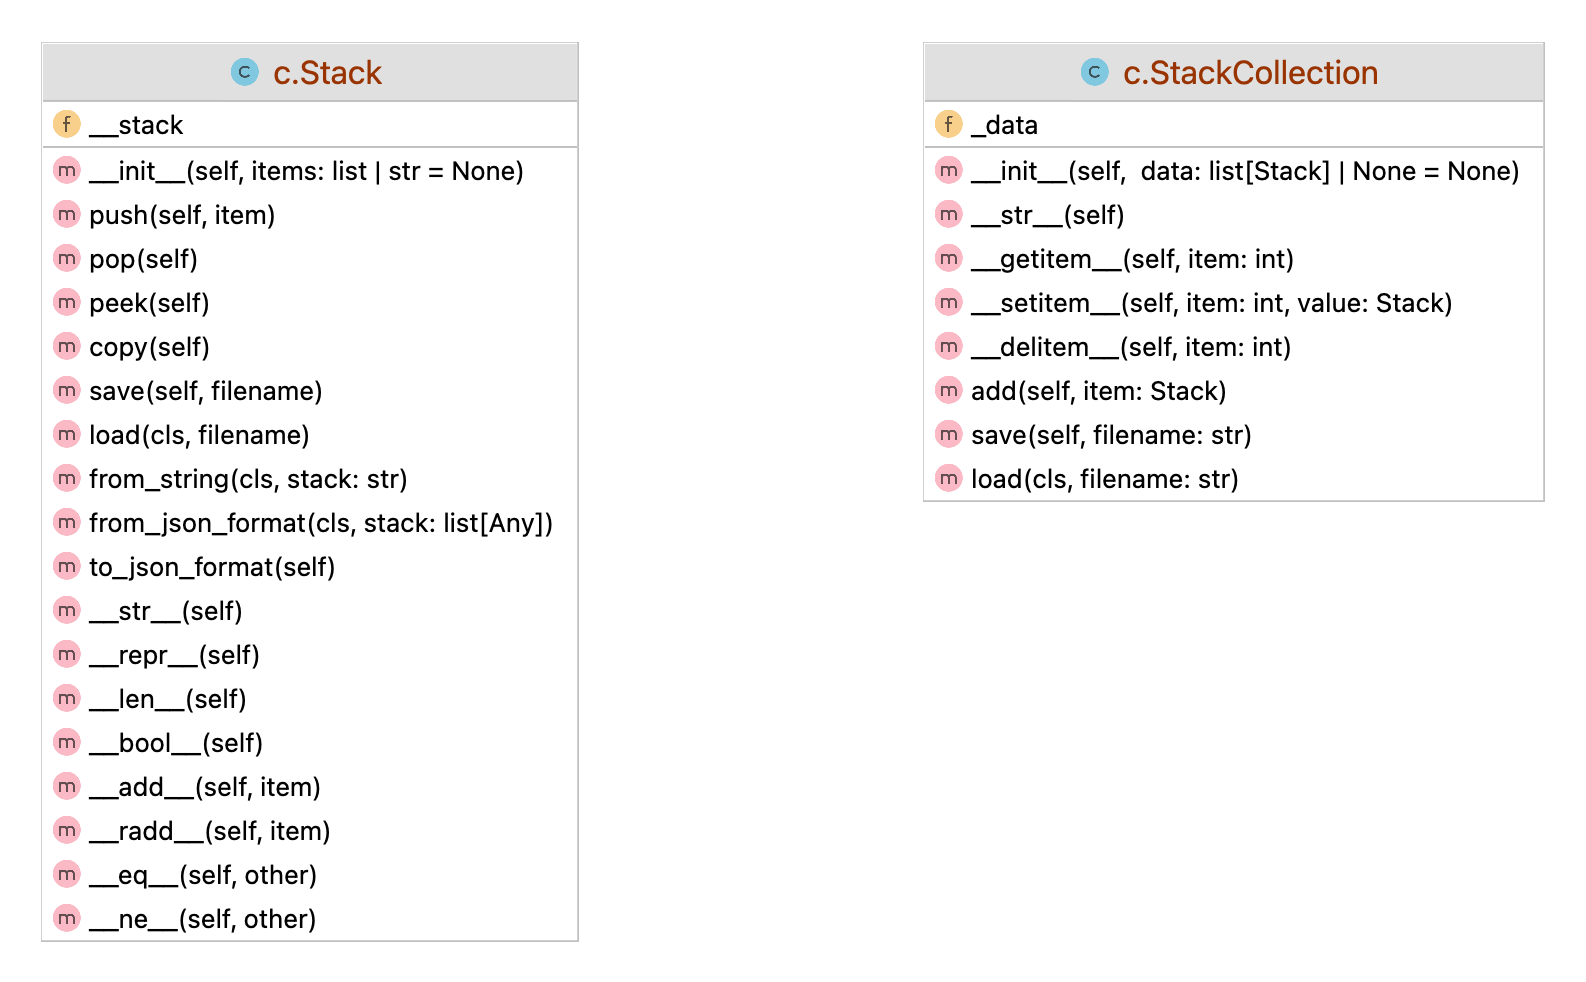 c c.Stack
f __stack
m __init__(self, items: list | str = None)
m push(self, item)
m pop(self)
m peek(self)
m copy(self)
m save(self, filename)
m load(cls, filename)
m from_string(cls, stack: str)
m from_json_format(cls, stack: list[Any])
m to_json_format(self)
m __str__(self)
m __repr__(self)
m __len__(self)
m __bool__(self)
m __add__(self, item)
m __radd__(self, item)
m __eq__(self, other)
m __ne__(self, other)
c c.StackCollection
f _data
m __init__(self,  data: list[Stack] | None = None)
m __str__(self)
m __getitem__(self, item: int)
m __setitem__(self, item: int, value: Stack)
m __delitem__(self, item: int)
m add(self, item: Stack)
m save(self, filename: str)
m load(cls, filename: str)